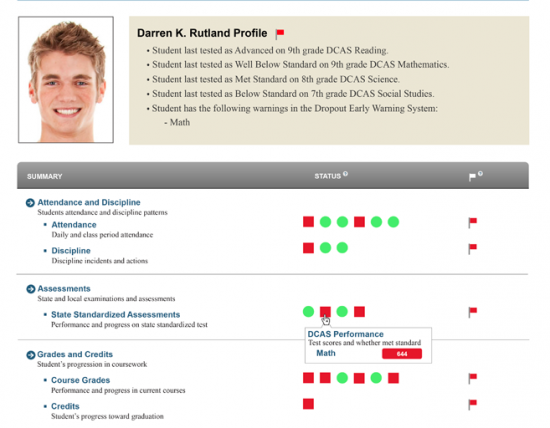 Darren K. Rutland Profile
• Student last tested as Advanced on 9th grade DCAS Reading.
• Student last tested as Well Below Standard on 9th grade DCAS Mathematics.
• Student last tested as Met Standard on 8th grade DCAS Science.
• Student last tested as Below Standard on 7th grade DCAS Social Studies.
• Student has the following warnings in the Dropout Early Warning System:
- Math
SUMMARY STATUS ?  ?
Attendance and Discipline
Students attendance and discipline patterns
• Attendance
Daily and class period attendance
• Discipline
Discipline incidents and actions
Assessments
State and local examinations and assessments
• State Standardized Assessments
Performance and progress on state standardized test
DCAS Performance
Test scores and whether met standard
Math 644
Grades and Credits
Student's progression in coursework
• Course Grades
Performance and progress in current courses
• Credits
Student's progress toward graduation